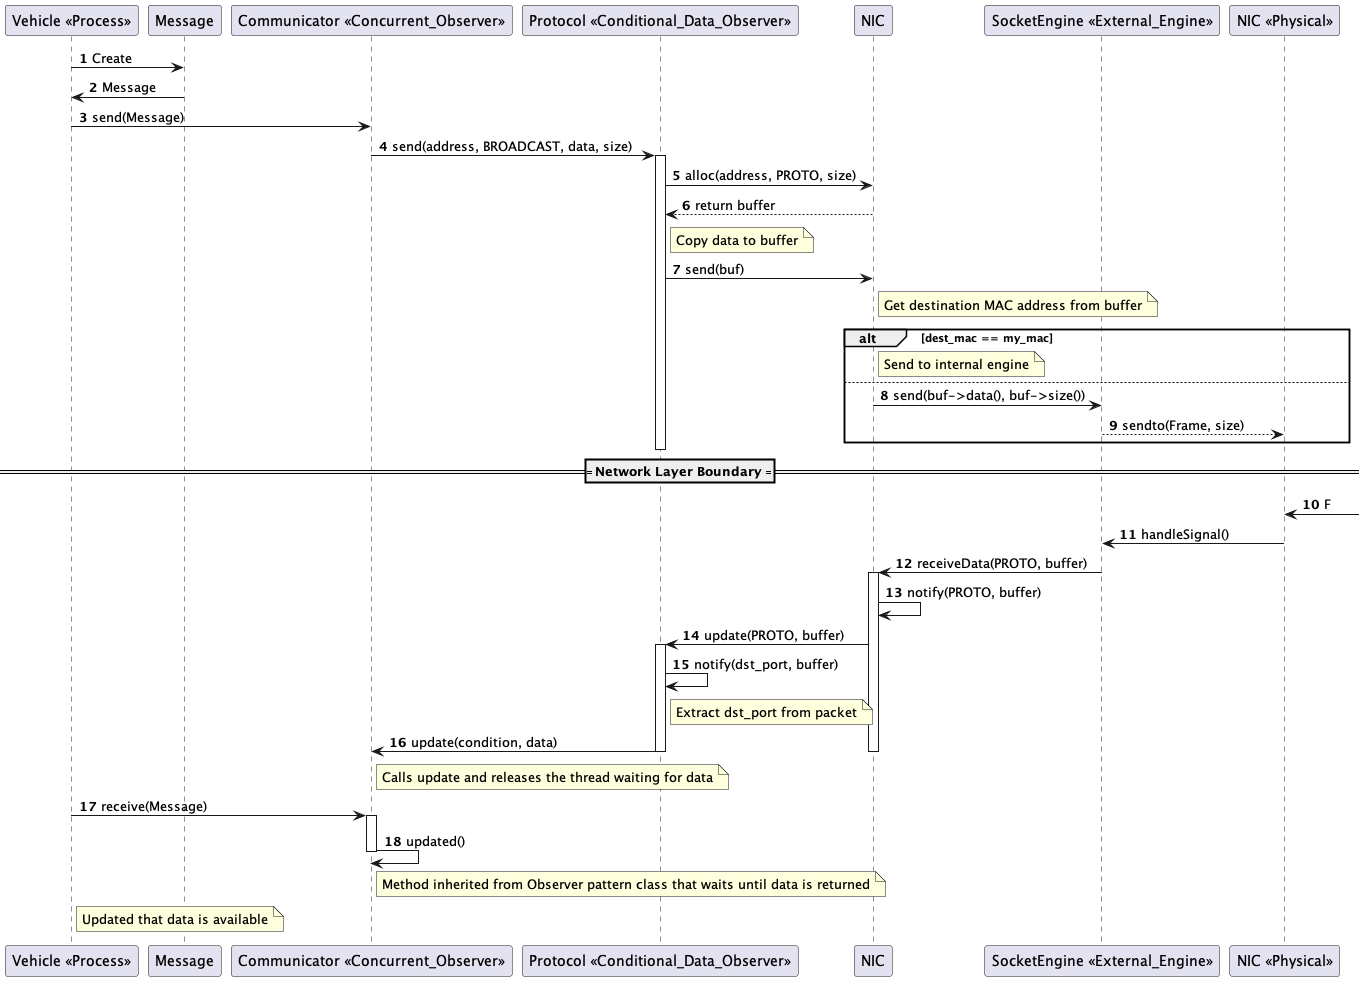 Vehicle «Process»
Message
Communicator «Concurrent_Observer»
Protocol «Conditional_Data_Observer»
NIC
SocketEngine «External_Engine»
NIC «Physical»
1 Create
2 Message
3 send(Message)
4 send(address, BROADCAST, data, size)
5 alloc(address, PROTO, size)
6 return buffer
Copy data to buffer
7 send(buf)
Get destination MAC address from buffer
alt [dest_mac == my_mac]
Send to internal engine
8 send(buf->data(), buf->size())
9 sendto(Frame, size)
Network Layer Boundary
10 F
11 handleSignal()
12 receiveData(PROTO, buffer)
13 notify(PROTO, buffer)
14 update(PROTO, buffer)
15 notify(dst_port, buffer)
Extract dst_port from packet
16 update(condition, data)
Calls update and releases the thread waiting for data
17 receive(Message)
18 updated()
Method inherited from Observer pattern class that waits until data is returned
Updated that data is available
Vehicle «Process»
Message
Communicator «Concurrent_Observer»
Protocol «Conditional_Data_Observer»
NIC
SocketEngine «External_Engine»
NIC «Physical»